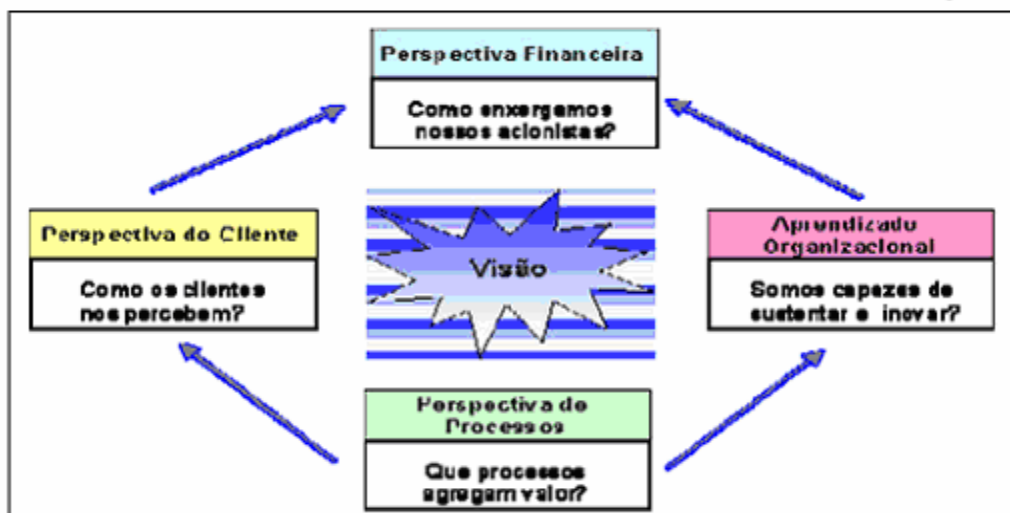 Perspectiva Financeira
Como enxergamos
nossos acionistas?
Perspectiva do Cliente
Como os clientes
nos percebem?
Visão
Aprendizado
Organizacional
Somos capazes de
sustentar e inovar?
Perspectiva de
Processos
Que processos
agregam valor?